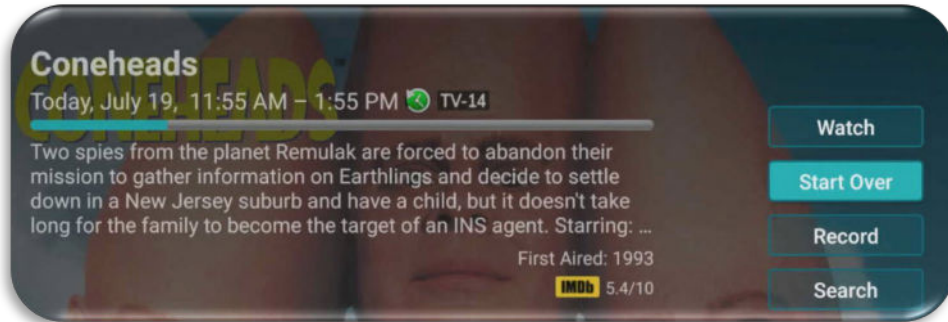 Coneheads
CONEHEADS
Today, July 19, 11:55 AM – 1:55 PM TV-14
Two spies from the planet Remulak are forced to abandon their
mission to gather information on Earthlings and decide to settle
down in a New Jersey suburb and have a child, but it doesn't take
long for the family to become the target of an INS agent. Starring: ...
First Aired: 1993
IMDb 5.4/10
Watch
Start Over
Record
Search